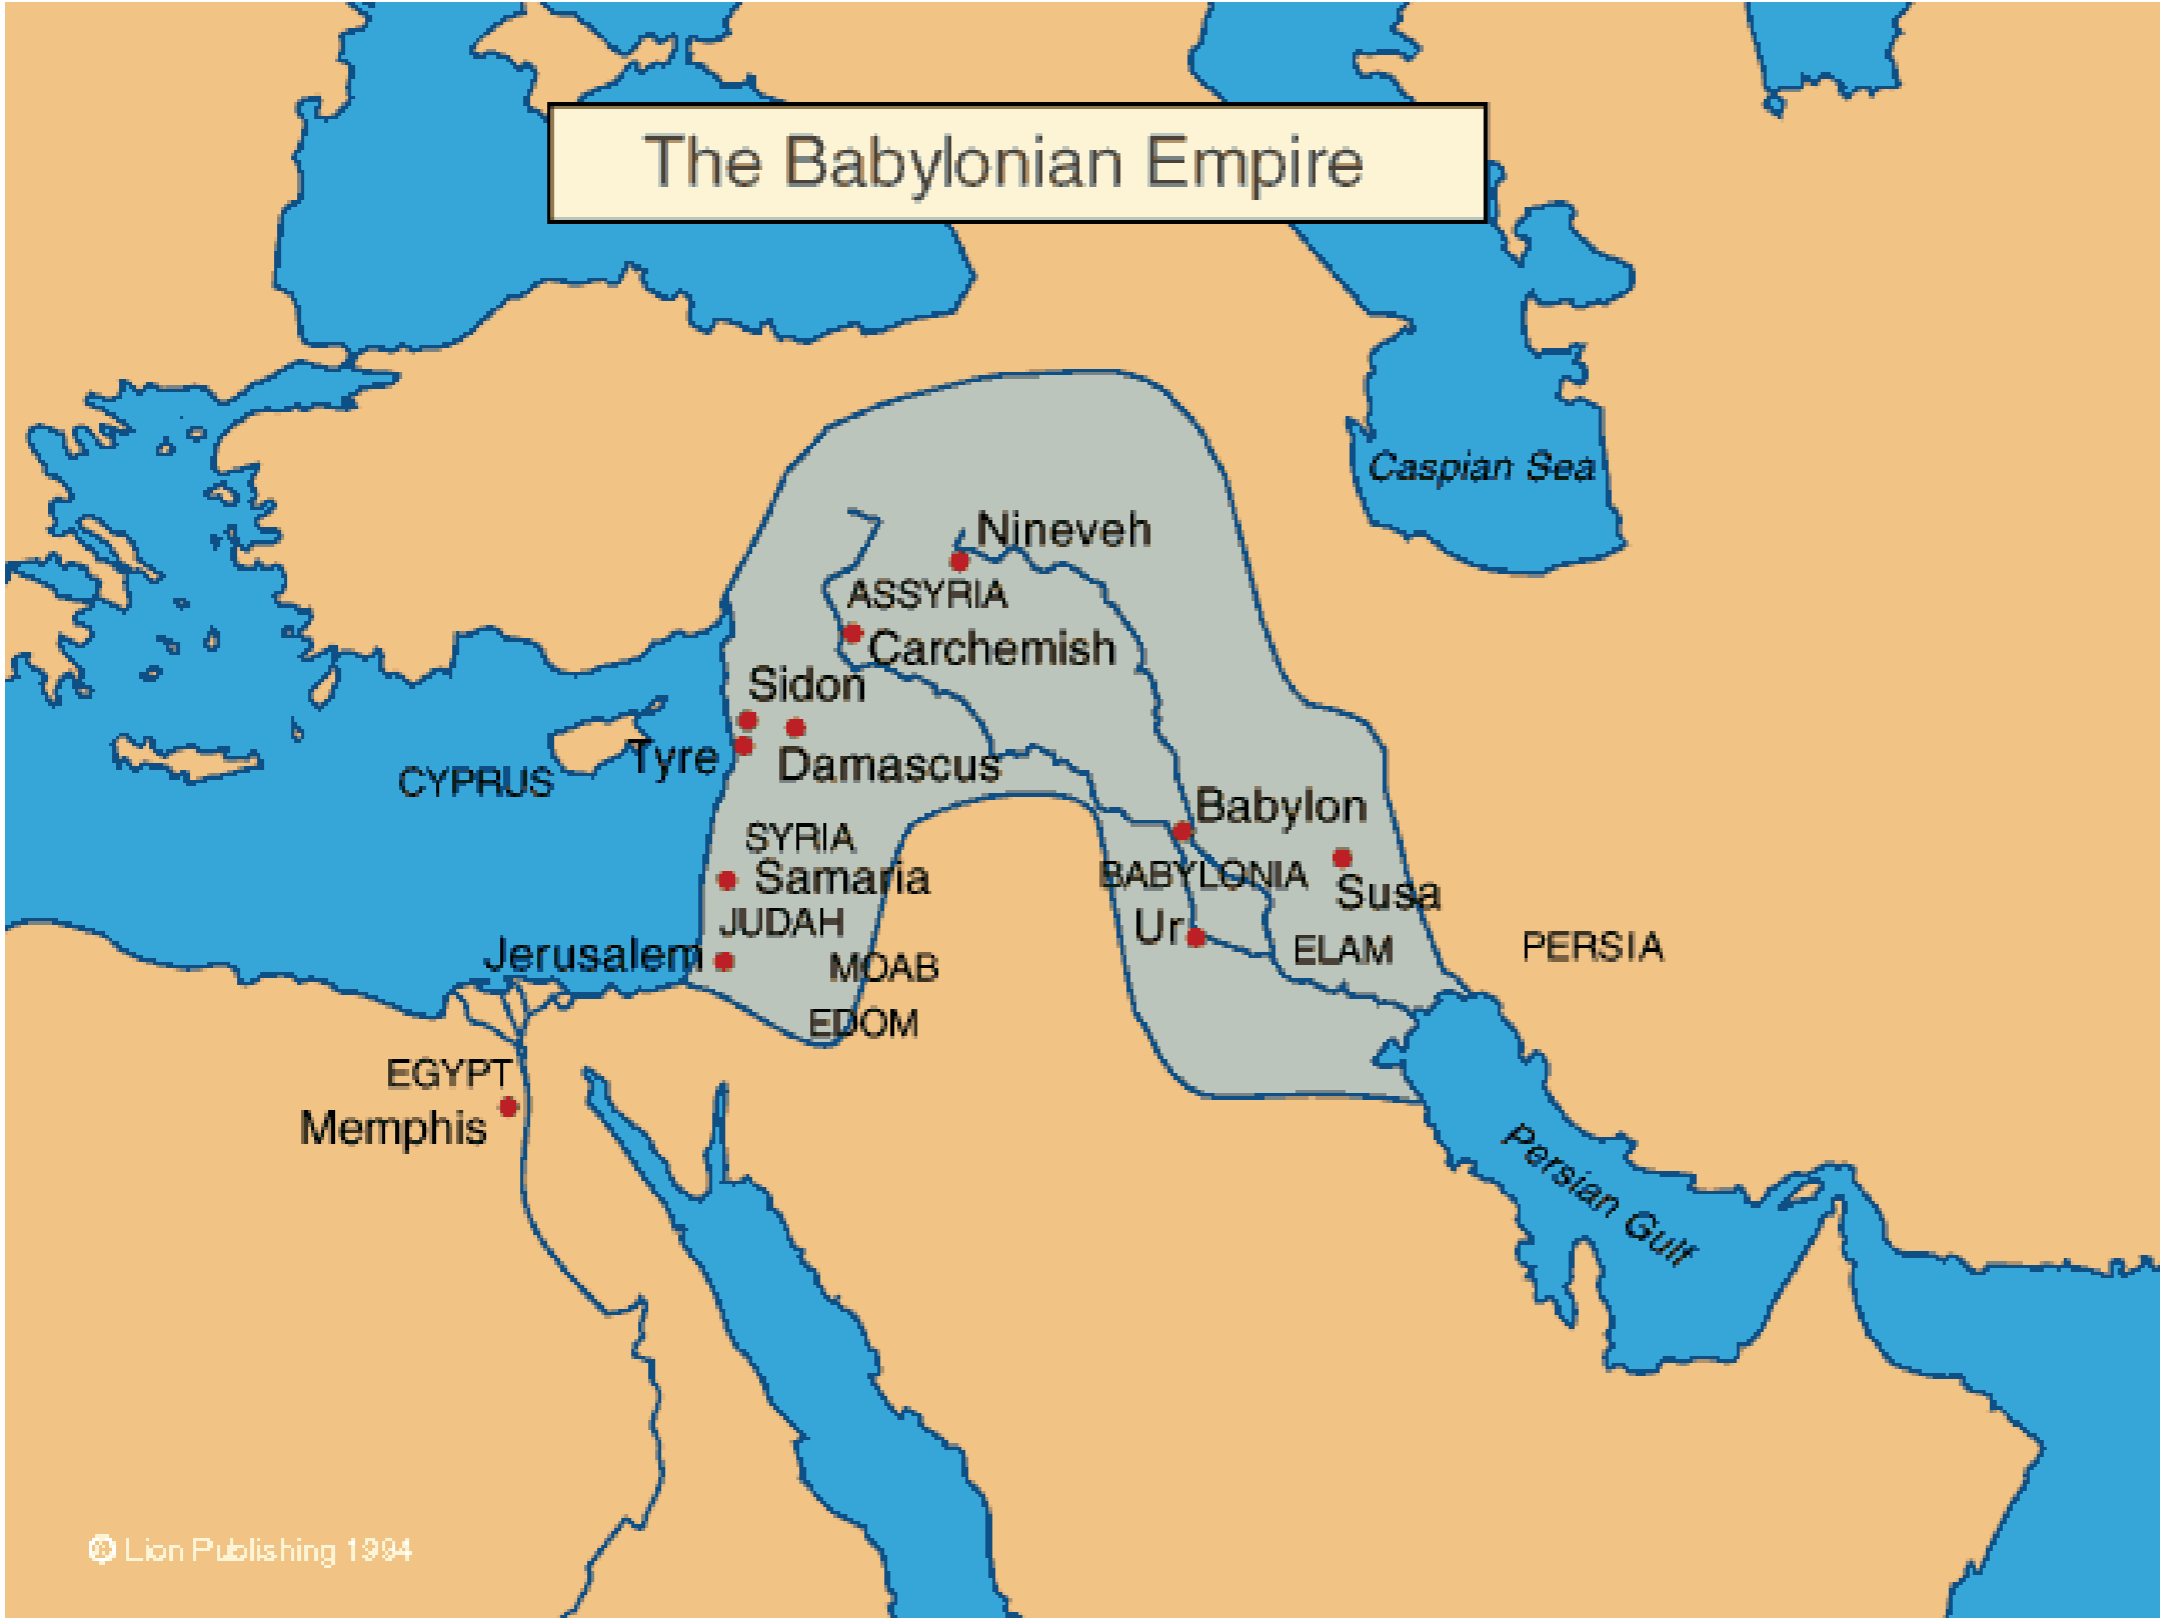 The Babylonian Empire
Caspian Sea
Nineveh
ASSYRIA
Carchemish
Sidon
Tyre
Damascus
CYPRUS
Babylon
SYRIA
Samaria
BABYLONIA
Susa
JUDAH
Ur
ELAM
PERSIA
Jerusalem
MOAB
EDOM
EGYPT
Memphis
Persian Gulf
© Lion Publishing 1994